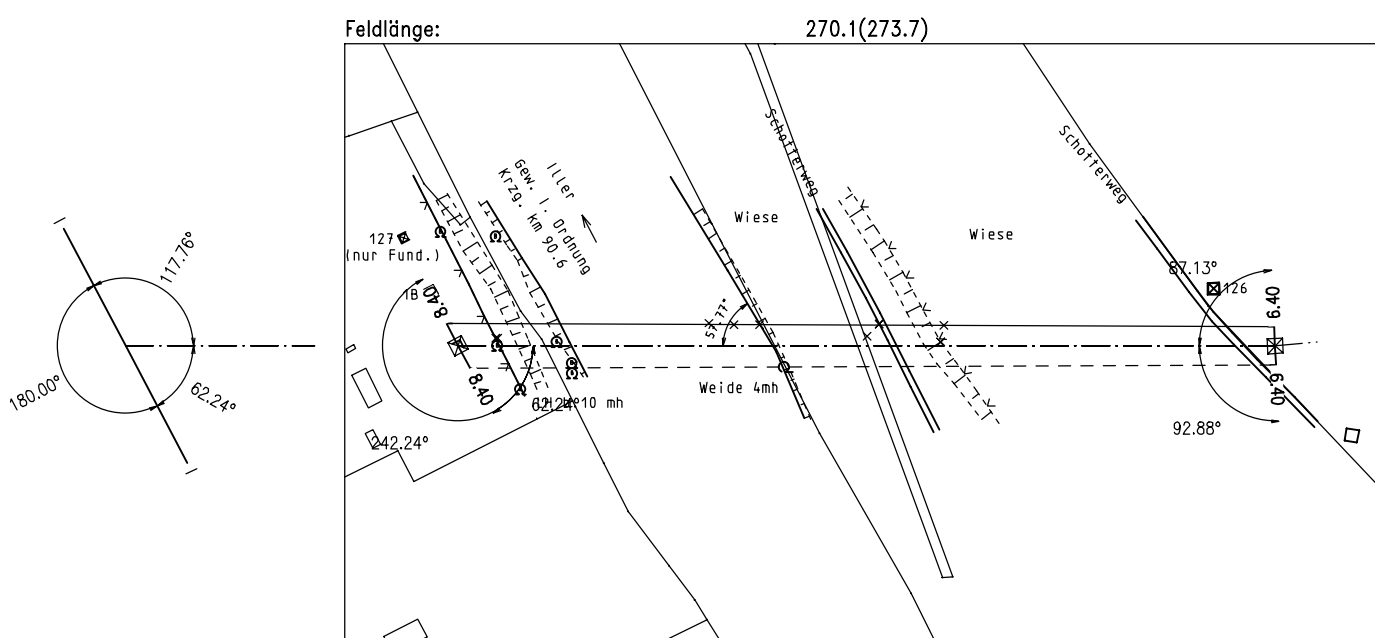 Feldlänge:
270.1(273.7)
117.76°
180.00°
62.24°
127
(nur Fund.)
Iller
Gew. I. Ordnung
Krzg. km 90.6
8.40
8.40
242.24°
62.24°
10 mh
57.77°
Wiese
Weide 4mh
Schotterweg
Wiese
Schotterweg
87.13°
126
6.40
6.40
92.88°